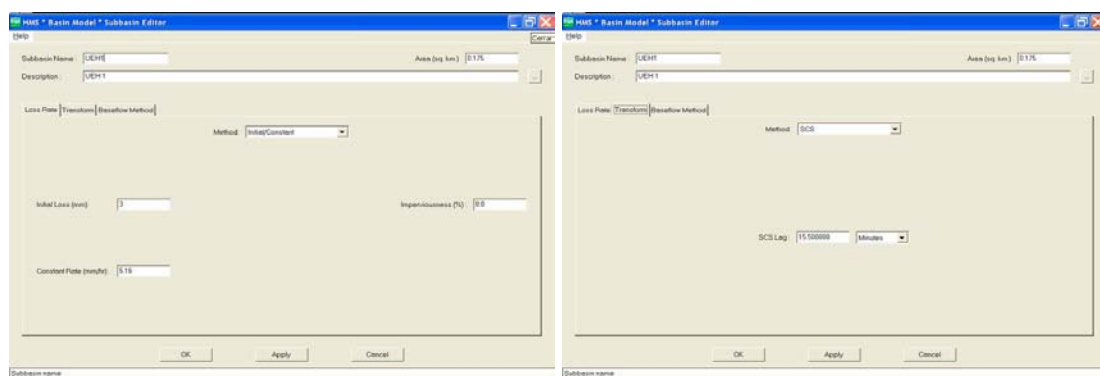 HMS * Basin Model * Subbasin Editor
Help
Cerrar
Subbasin Name : UEH1
Area (sq. km.) 0.175
Description : UEH 1
...
Loss Rate Transform Baseflow Method
Method: Initial/Constant
Initial Loss (mm) 3
Imperviousness (%) : 0.0
Constant Rate (mm/hr) : 5.15
OK Apply Cancel
Subbasin name
HMS * Basin Model * Subbasin Editor
Help
Subbasin Name : UEH1
Area (sq. km.) 0.175
Description : UEH 1
...
Loss Rate Transform Baseflow Method
Method: SCS
SCS Lag : 15.500000 Minutes
OK Apply Cancel
Subbasin name